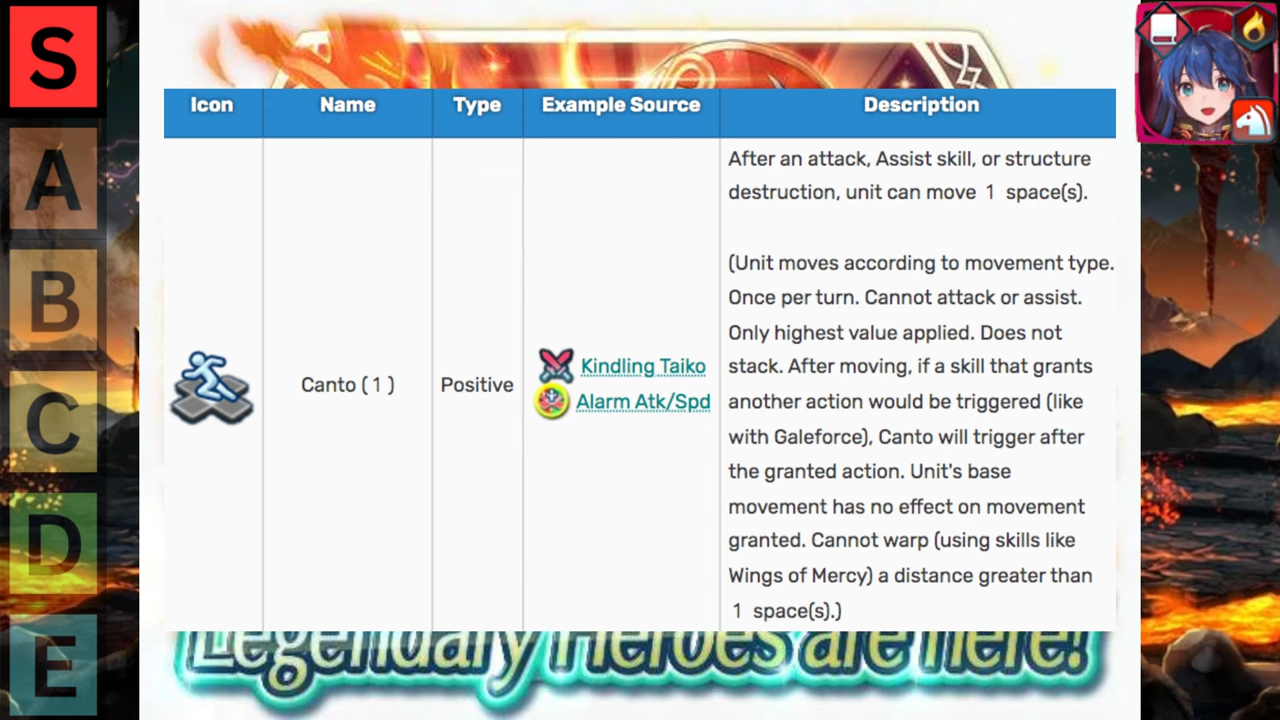 S
A
B
C
D
E
Icon Name Type Example Source Description
Canto ( 1 ) Positive
Kindling Taiko
Alarm Atk/Spd
After an attack, Assist skill, or structure
destruction, unit can move 1 space(s).
(Unit moves according to movement type.
Once per turn. Cannot attack or assist.
Only highest value applied. Does not
stack. After moving, if a skill that grants
another action would be triggered (like
with Galeforce), Canto will trigger after
the granted action. Unit's base
movement has no effect on movement
granted. Cannot warp (using skills like
Wings of Mercy) a distance greater than
1 space(s).)
Legendary Heroes are here!